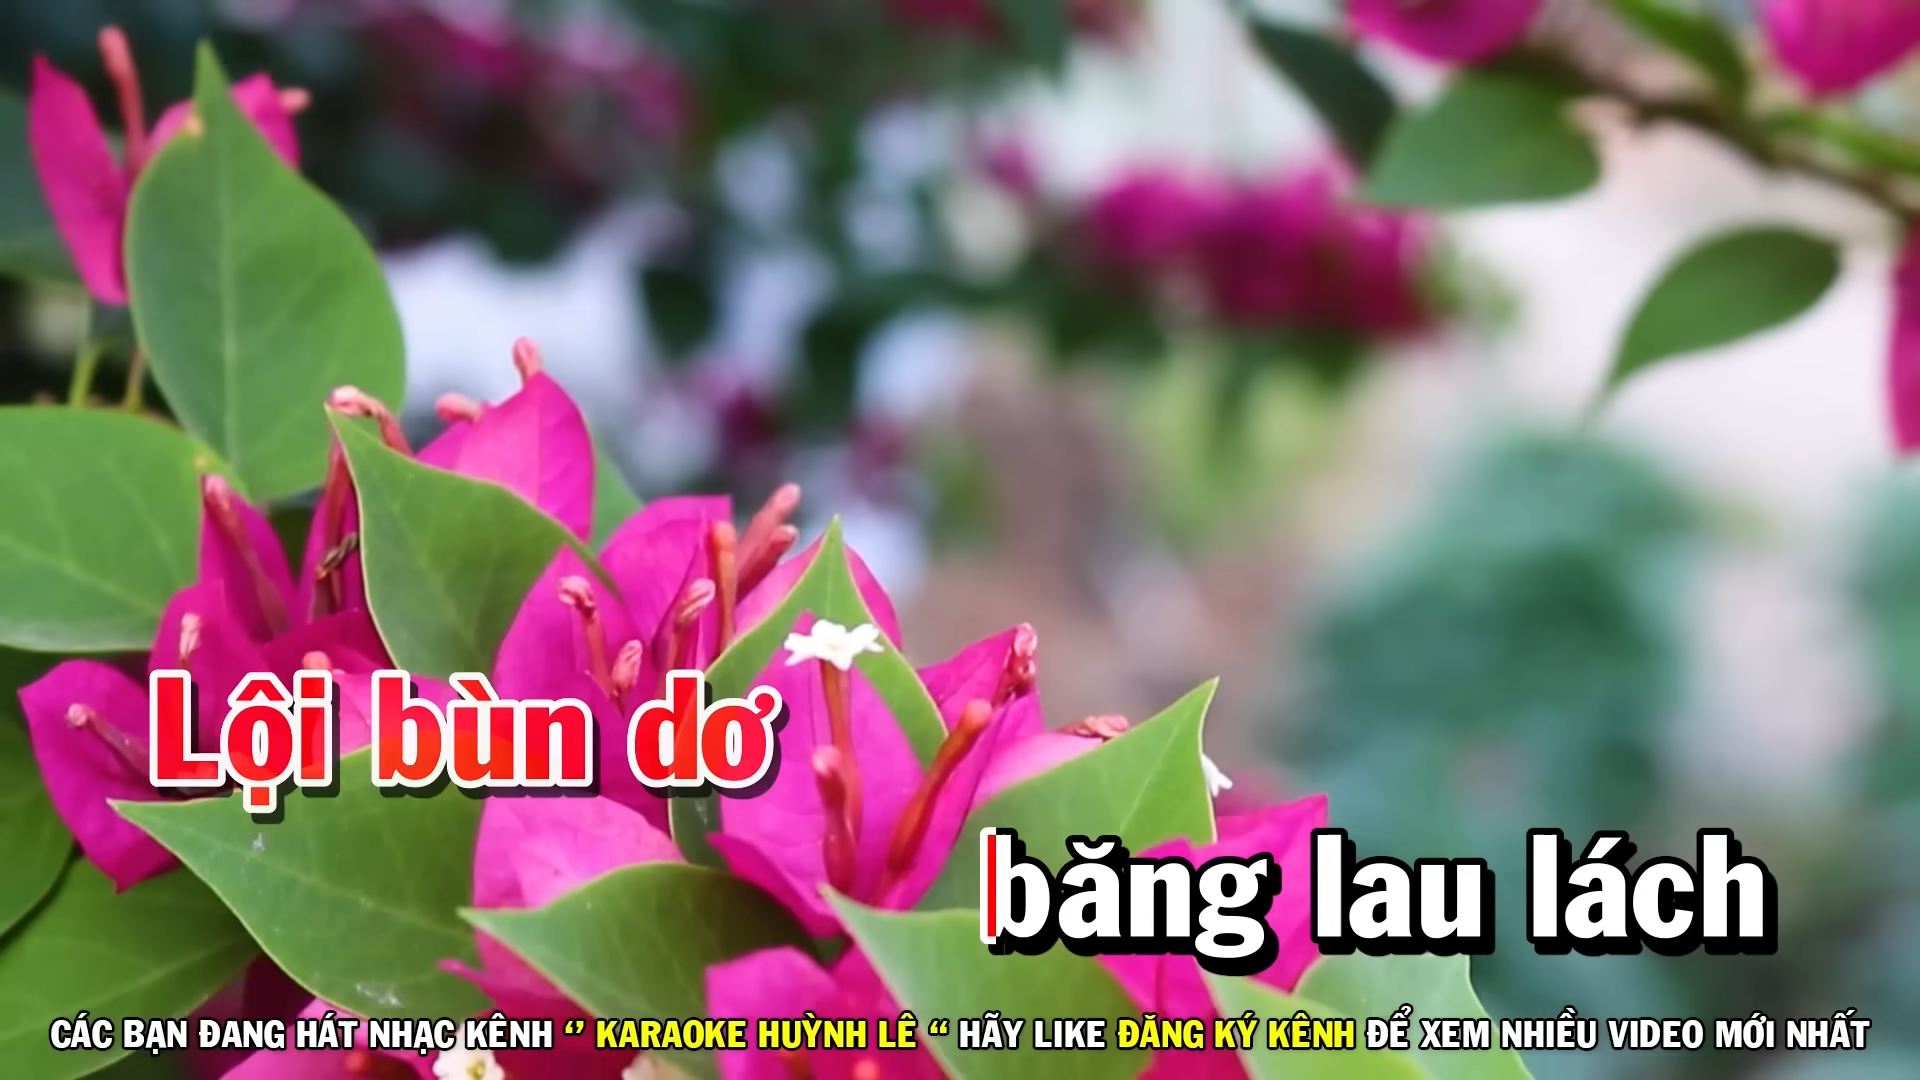 Lội bùn dơ
băng lau lách
CÁC BẠN ĐANG HÁT NHẠC KÊNH ‘’ KARAOKE HUỲNH LÊ “ HÃY LIKE ĐĂNG KÝ KÊNH ĐỂ XEM NHIỀU VIDEO MỚI NHẤT